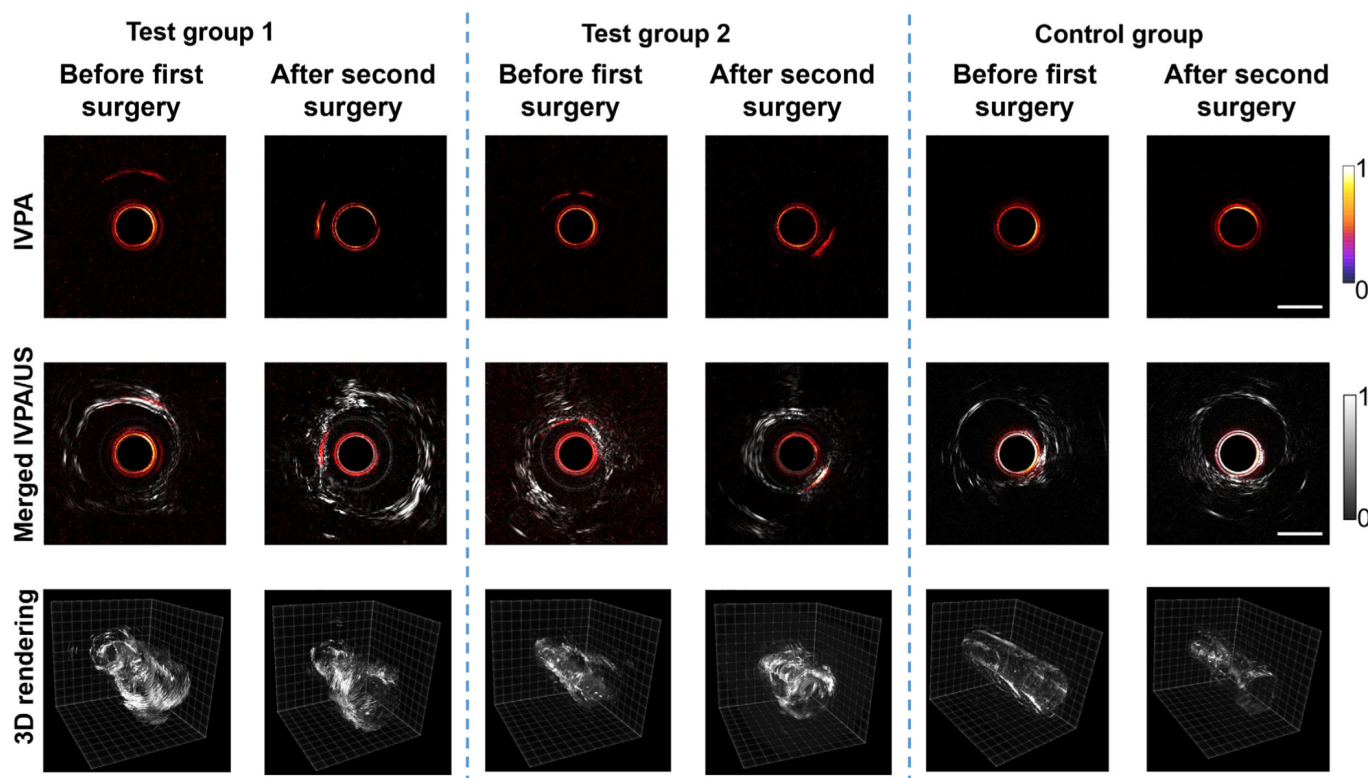 Test group 1
Test group 2
Control group
Before first
surgery
After second
surgery
Before first
surgery
After second
surgery
Before first
surgery
After second
surgery
IVPA
1
0
Merged IVPA/US
1
0
3D rendering